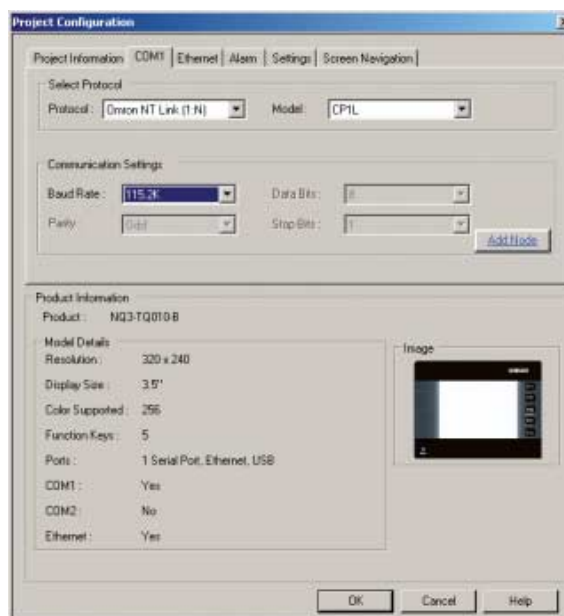 Project Configuration
Project Information COM1 Ethernet Alarm Settings Screen Navigation
Select Protocol
Protocol : Omron NT Link (1:N) Model: CP1L
Communication Settings
Baud Rate : 115.2K Data Bits : 8
Parity Odd Stop Bits : 1
Add Node
Product Information
Product : NQ3-TQ010-B
Model Details
Resolution : 320 x 240
Display Size : 3.5"
Color Supported : 256
Function Keys : 5
Ports : 1 Serial Port, Ethernet, USB
COM1 : Yes
COM2 : No
Ethernet : Yes
Image
OMRON
OK Cancel Help